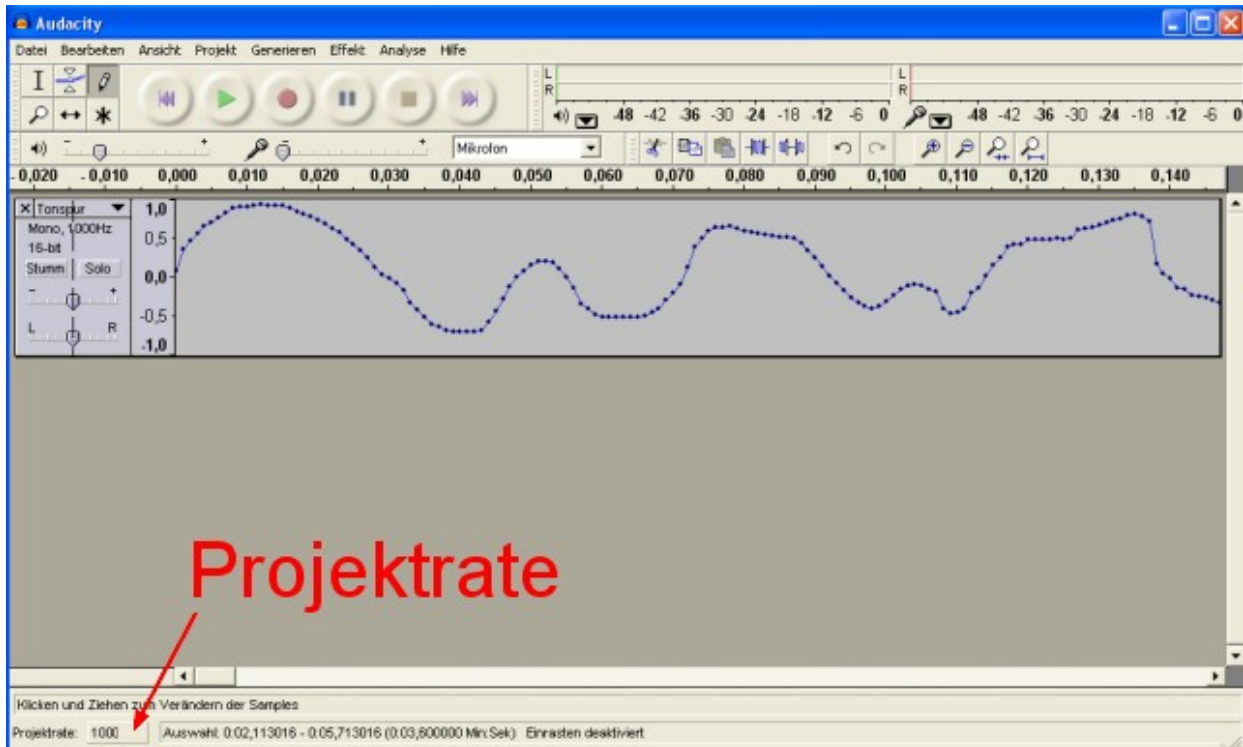 Audacity
Datei Bearbeiten Ansicht Projekt Generieren Effekt Analyse Hilfe
L
R
-48 -42 -36 -30 -24 -18 -12 -6 0
L
R
-48 -42 -36 -30 -24 -18 -12 -6 0
- + - + Mikrofon
- 0,020 - 0,010 0,000 0,010 0,020 0,030 0,040 0,050 0,060 0,070 0,080 0,090 0,100 0,110 0,120 0,130 0,140
Tonspur
Mono, 1000Hz
16-bit
Stumm Solo
- +
L R
1,0
0,5
0,0
-0,5
-1,0
Projektrate
Klicken und Ziehen zum Verändern der Samples
Projektrate: 1000 Auswahl: 0:02,113016 - 0:05,713016 (0:03,600000 Min:Sek) Einrasten deaktiviert